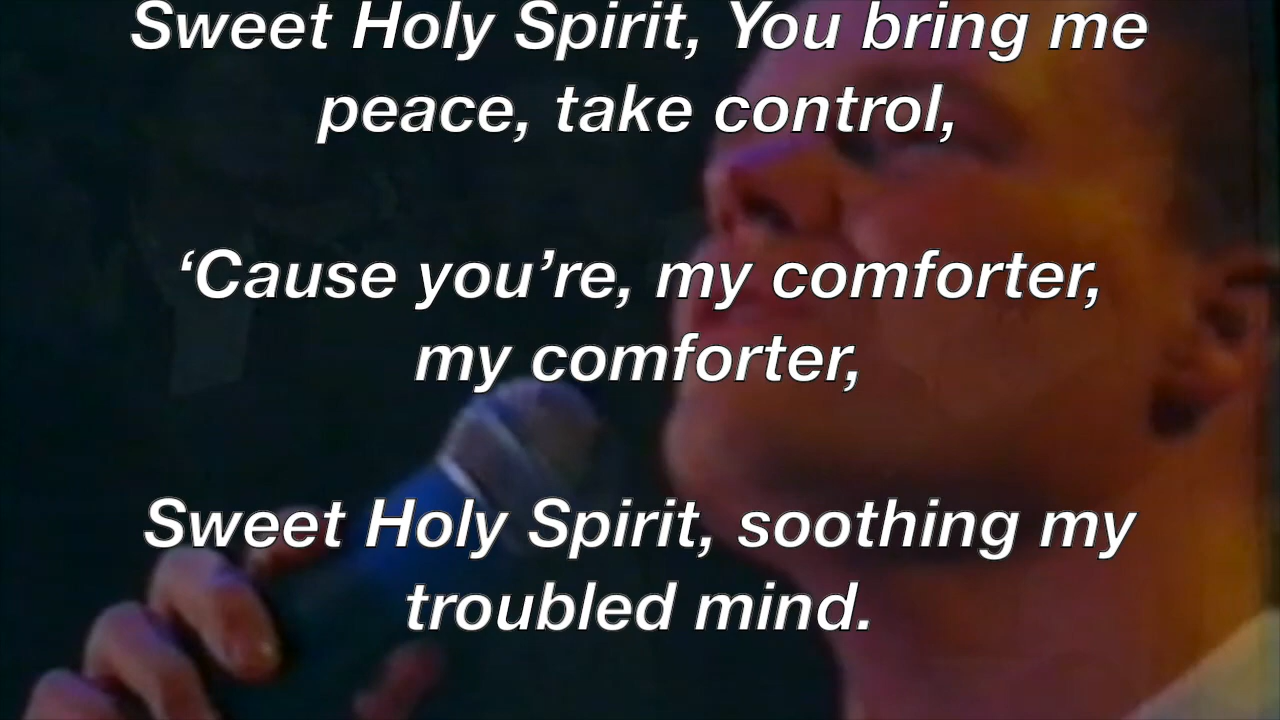 Sweet Holy Spirit, You bring me
peace, take control,
‘Cause you’re, my comforter,
my comforter,
Sweet Holy Spirit, soothing my
troubled mind.